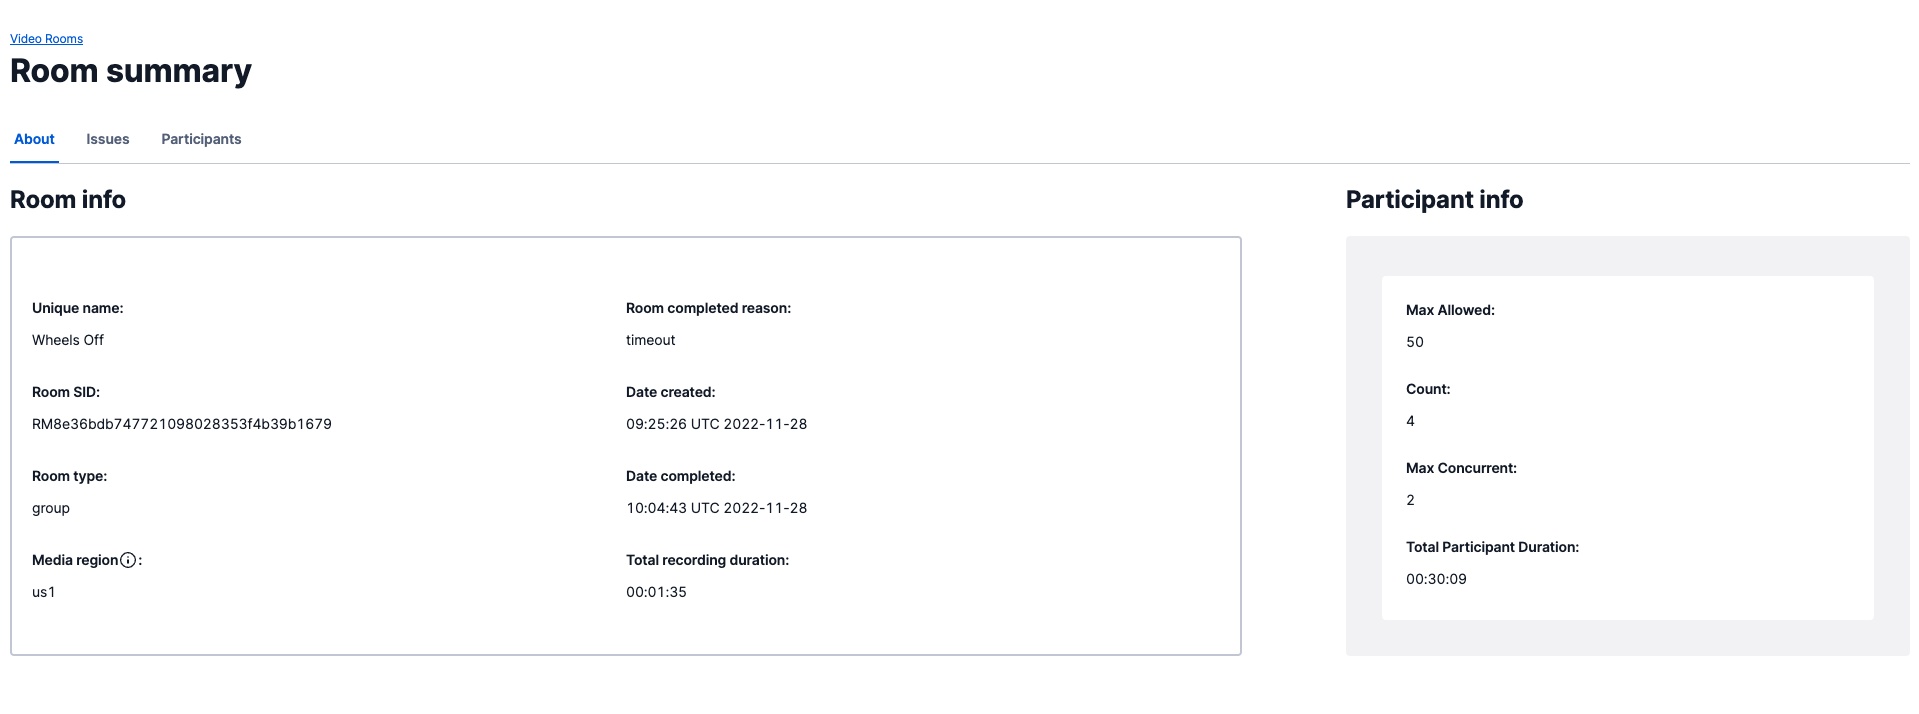 Video Rooms
Room summary
About Issues Participants
Room info
Unique name:
Wheels Off
Room SID:
RM8e36bdb747721098028353f4b39b1679
Room type:
group
Media region:
us1
Room completed reason:
timeout
Date created:
09:25:26 UTC 2022-11-28
Date completed:
10:04:43 UTC 2022-11-28
Total recording duration:
00:01:35
Participant info
Max Allowed:
50
Count:
4
Max Concurrent:
2
Total Participant Duration:
00:30:09